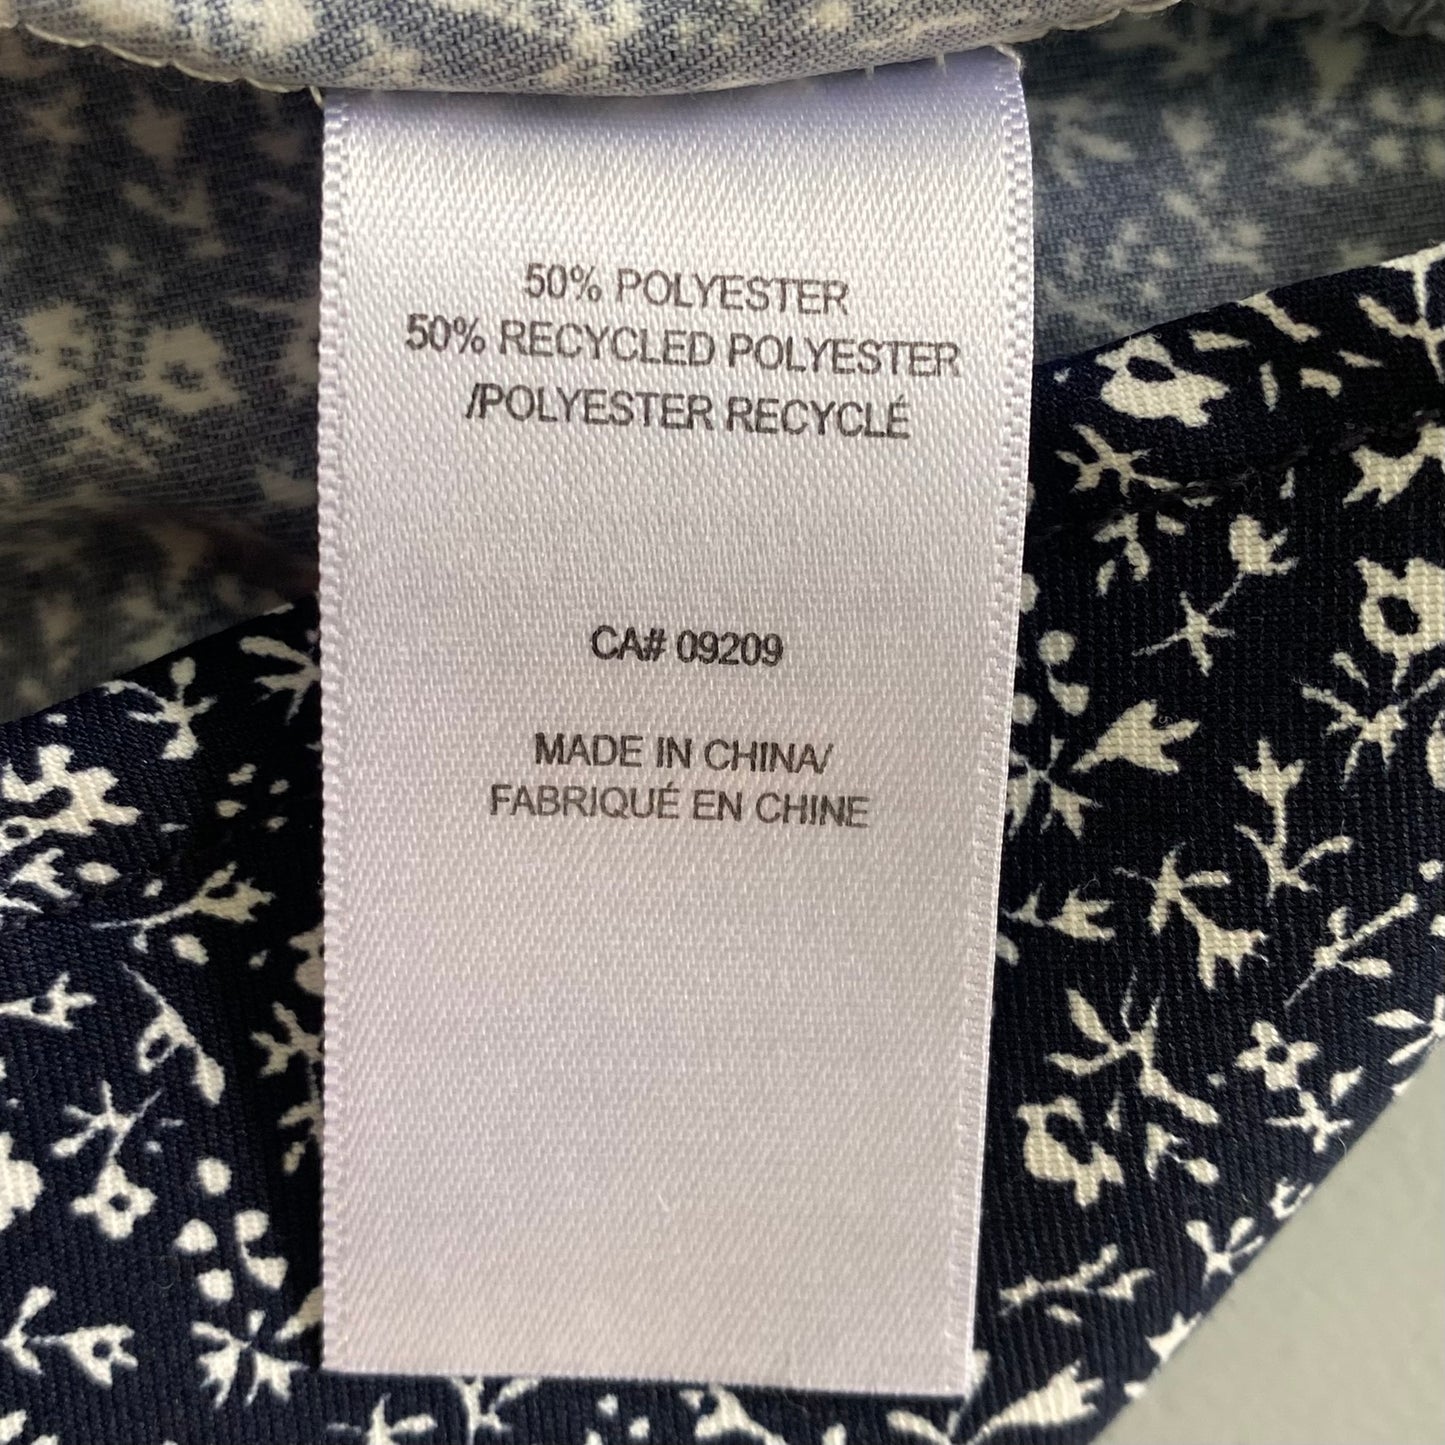 50% POLYESTER
50% RECYCLED POLYESTER
/POLYESTER RECYCLÉ
CA# 09209
MADE IN CHINA/
FABRIQUÉ EN CHINE